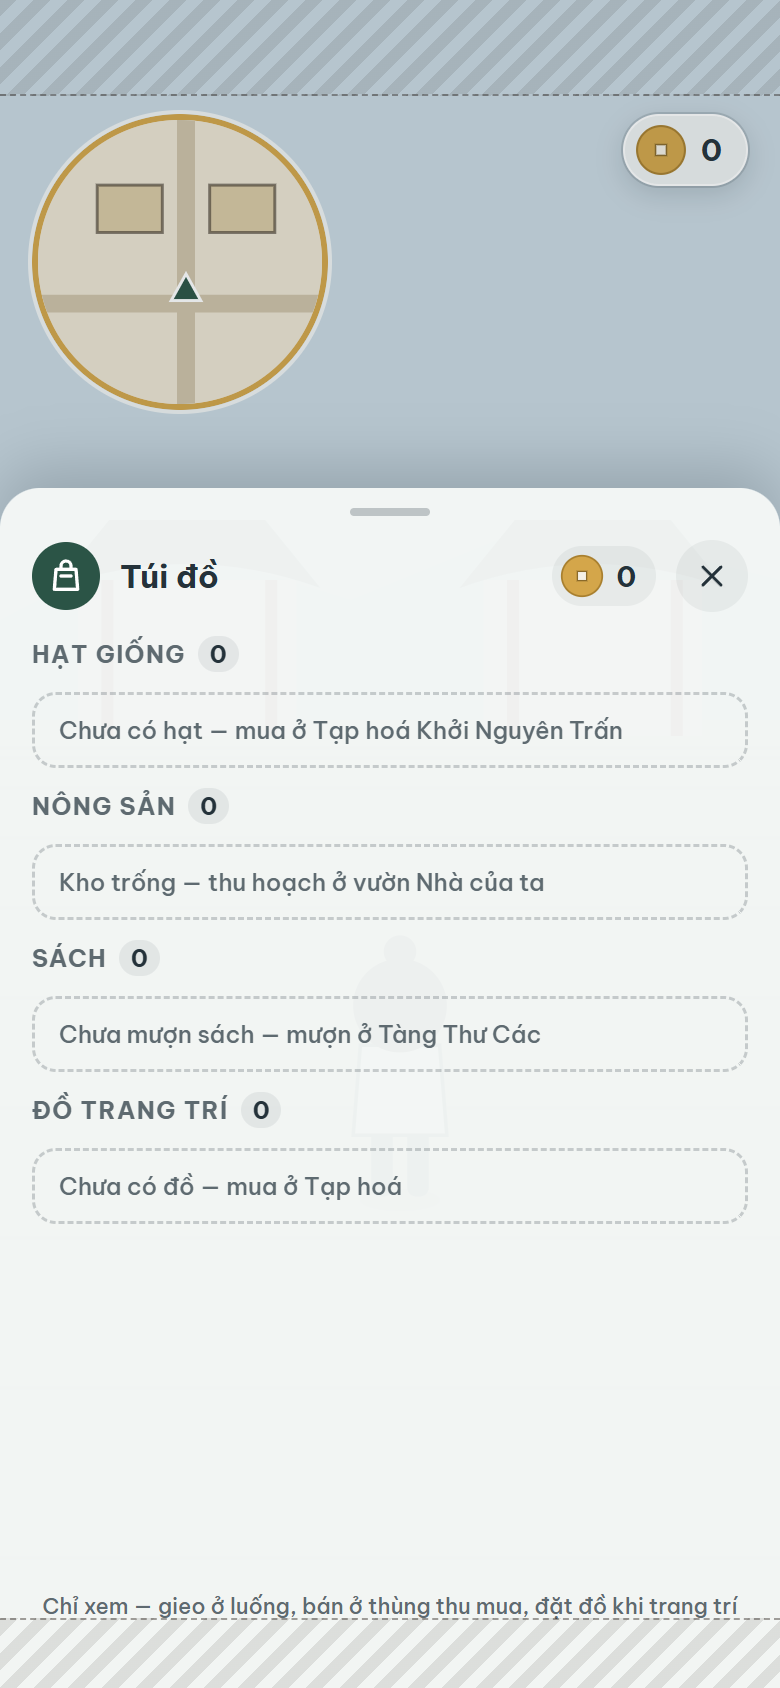 0
Túi đồ
0
HẠT GIỐNG 0
Chưa có hạt — mua ở Tạp hoá Khởi Nguyên Trấn
NÔNG SẢN 0
Kho trống — thu hoạch ở vườn Nhà của ta
SÁCH 0
Chưa mượn sách — mượn ở Tàng Thư Các
ĐỒ TRANG TRÍ 0
Chưa có đồ — mua ở Tạp hoá
Chỉ xem — gieo ở luống, bán ở thùng thu mua, đặt đồ khi trang trí